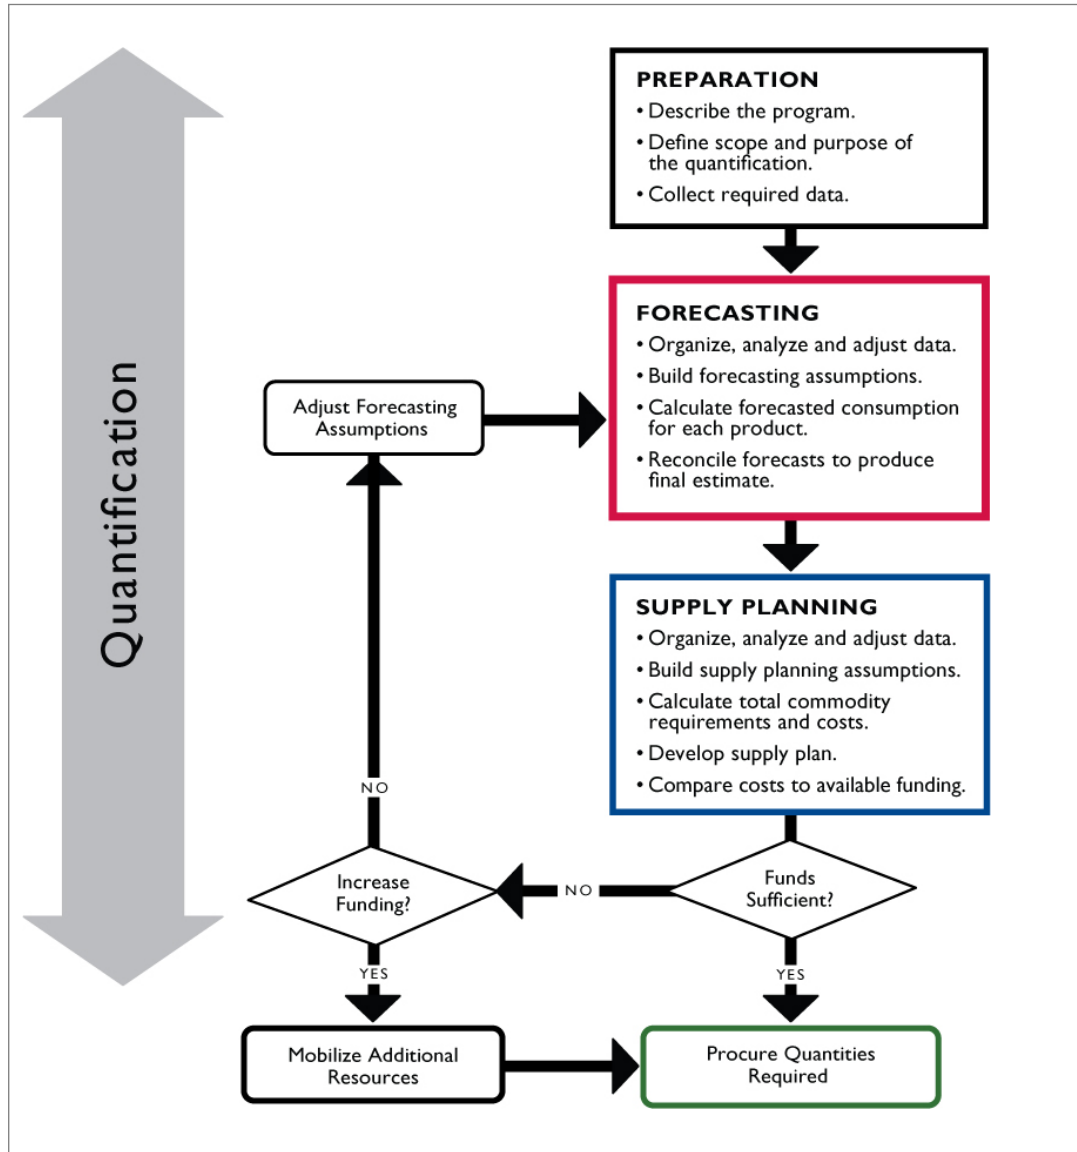 Quantification
PREPARATION
• Describe the program.
• Define scope and purpose of
the quantification.
• Collect required data.
FORECASTING
• Organize, analyze and adjust data.
• Build forecasting assumptions.
• Calculate forecasted consumption
for each product.
• Reconcile forecasts to produce
final estimate.
Adjust Forecasting
Assumptions
SUPPLY PLANNING
• Organize, analyze and adjust data.
• Build supply planning assumptions.
• Calculate total commodity
requirements and costs.
• Develop supply plan.
• Compare costs to available funding.
NO
Increase
Funding?
NO
Funds
Sufficient?
YES
YES
Mobilize Additional
Resources
Procure Quantities
Required